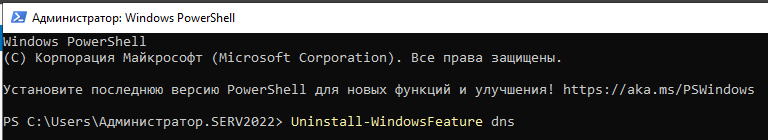 Администратор: Windows PowerShell
Windows PowerShell
(C) Корпорация Майкрософт (Microsoft Corporation). Все права защищены.
Установите последнюю версию PowerShell для новых функций и улучшения! https://aka.ms/PSWindows
PS C:\Users\Администратор.SERV2022> Uninstall-WindowsFeature dns